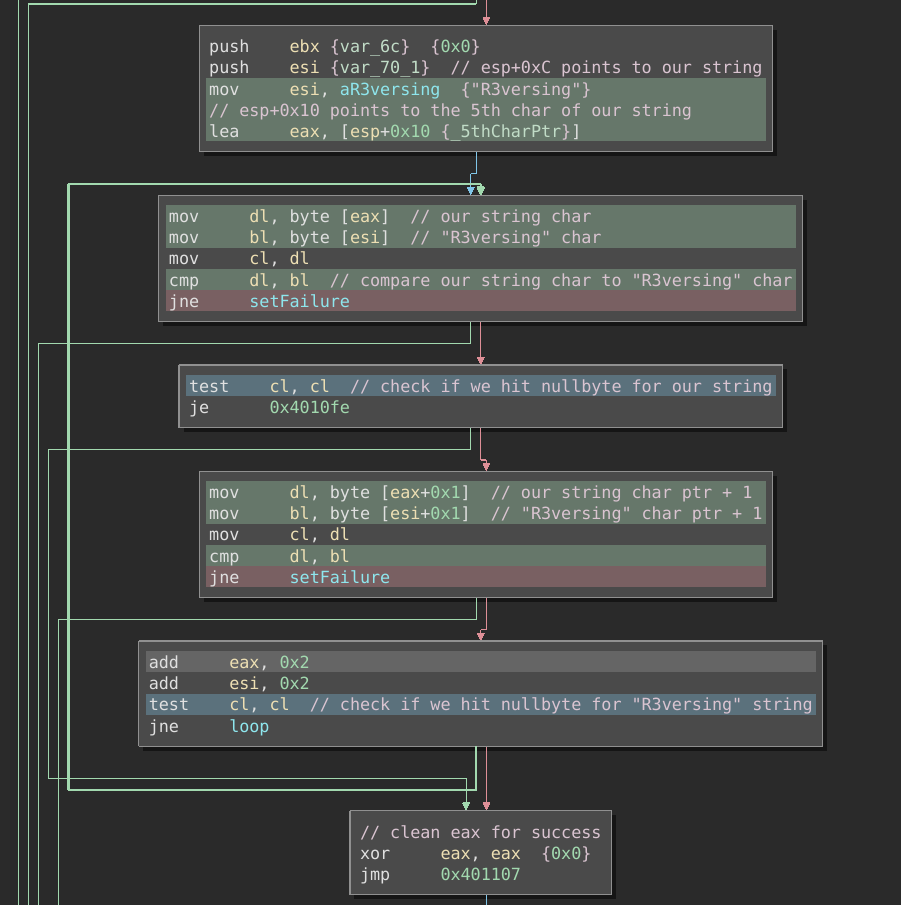 push    ebx {var_6c}  {0x0}
push    esi {var_70_1}  // esp+0xC points to our string
mov     esi, aR3versing  {"R3versing"}
// esp+0x10 points to the 5th char of our string
lea     eax, [esp+0x10 {_5thCharPtr}]
mov     dl, byte [eax]  // our string char
mov     bl, byte [esi]  // "R3versing" char
mov     cl, dl
cmp     dl, bl  // compare our string char to "R3versing" char
jne     setFailure
test    cl, cl  // check if we hit nullbyte for our string
je      0x4010fe
mov     dl, byte [eax+0x1]  // our string char ptr + 1
mov     bl, byte [esi+0x1]  // "R3versing" char ptr + 1
mov     cl, dl
cmp     dl, bl
jne     setFailure
add     eax, 0x2
add     esi, 0x2
test    cl, cl  // check if we hit nullbyte for "R3versing" string
jne     loop
// clean eax for success
xor     eax, eax  {0x0}
jmp     0x401107